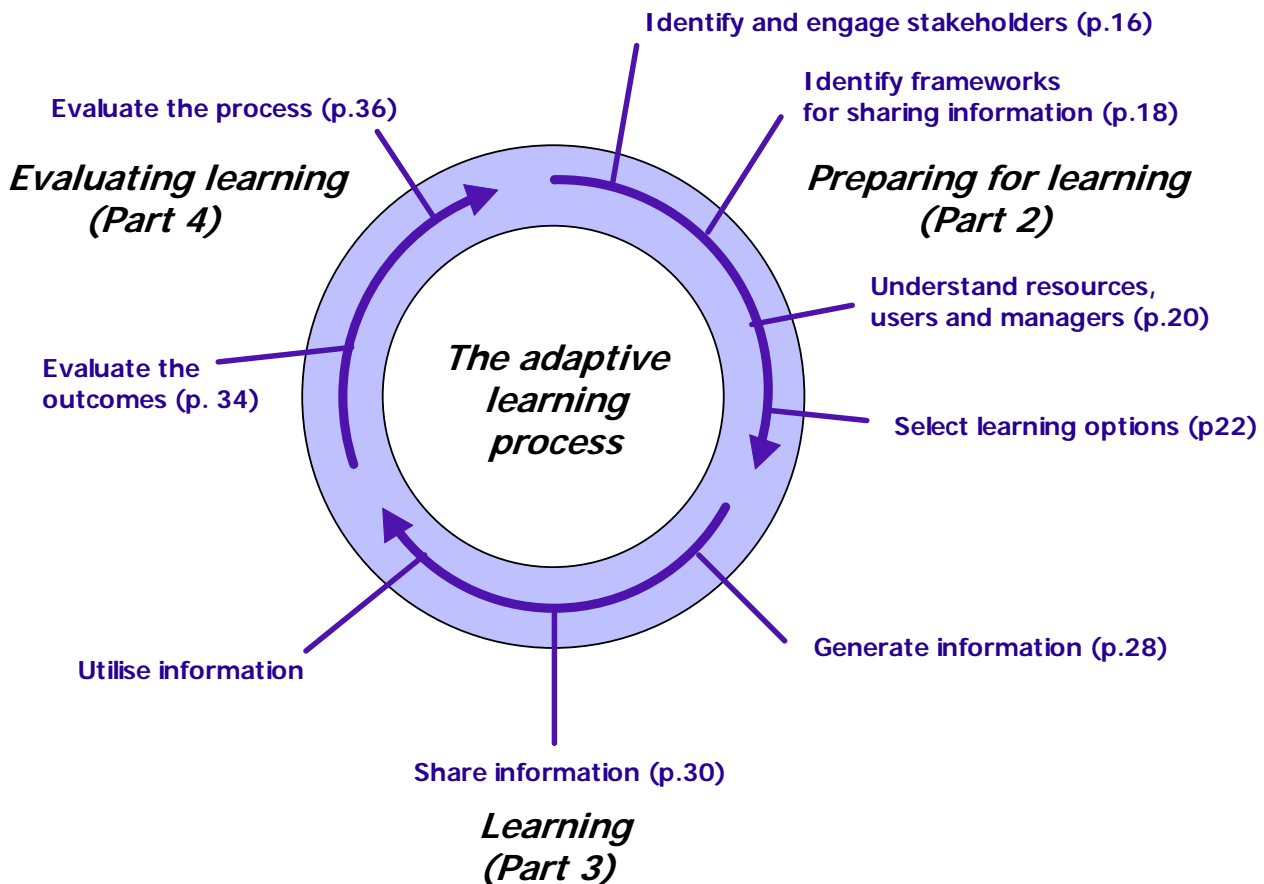 Identify and engage stakeholders (p.16)
Identify frameworks
for sharing information (p.18)
Evaluate the process (p.36)
Evaluating learning
(Part 4)
Preparing for learning
(Part 2)
Understand resources,
users and managers (p.20)
The adaptive
learning
process
Evaluate the
outcomes (p. 34)
Select learning options (p22)
Generate information (p.28)
Utilise information
Share information (p.30)
Learning
(Part 3)